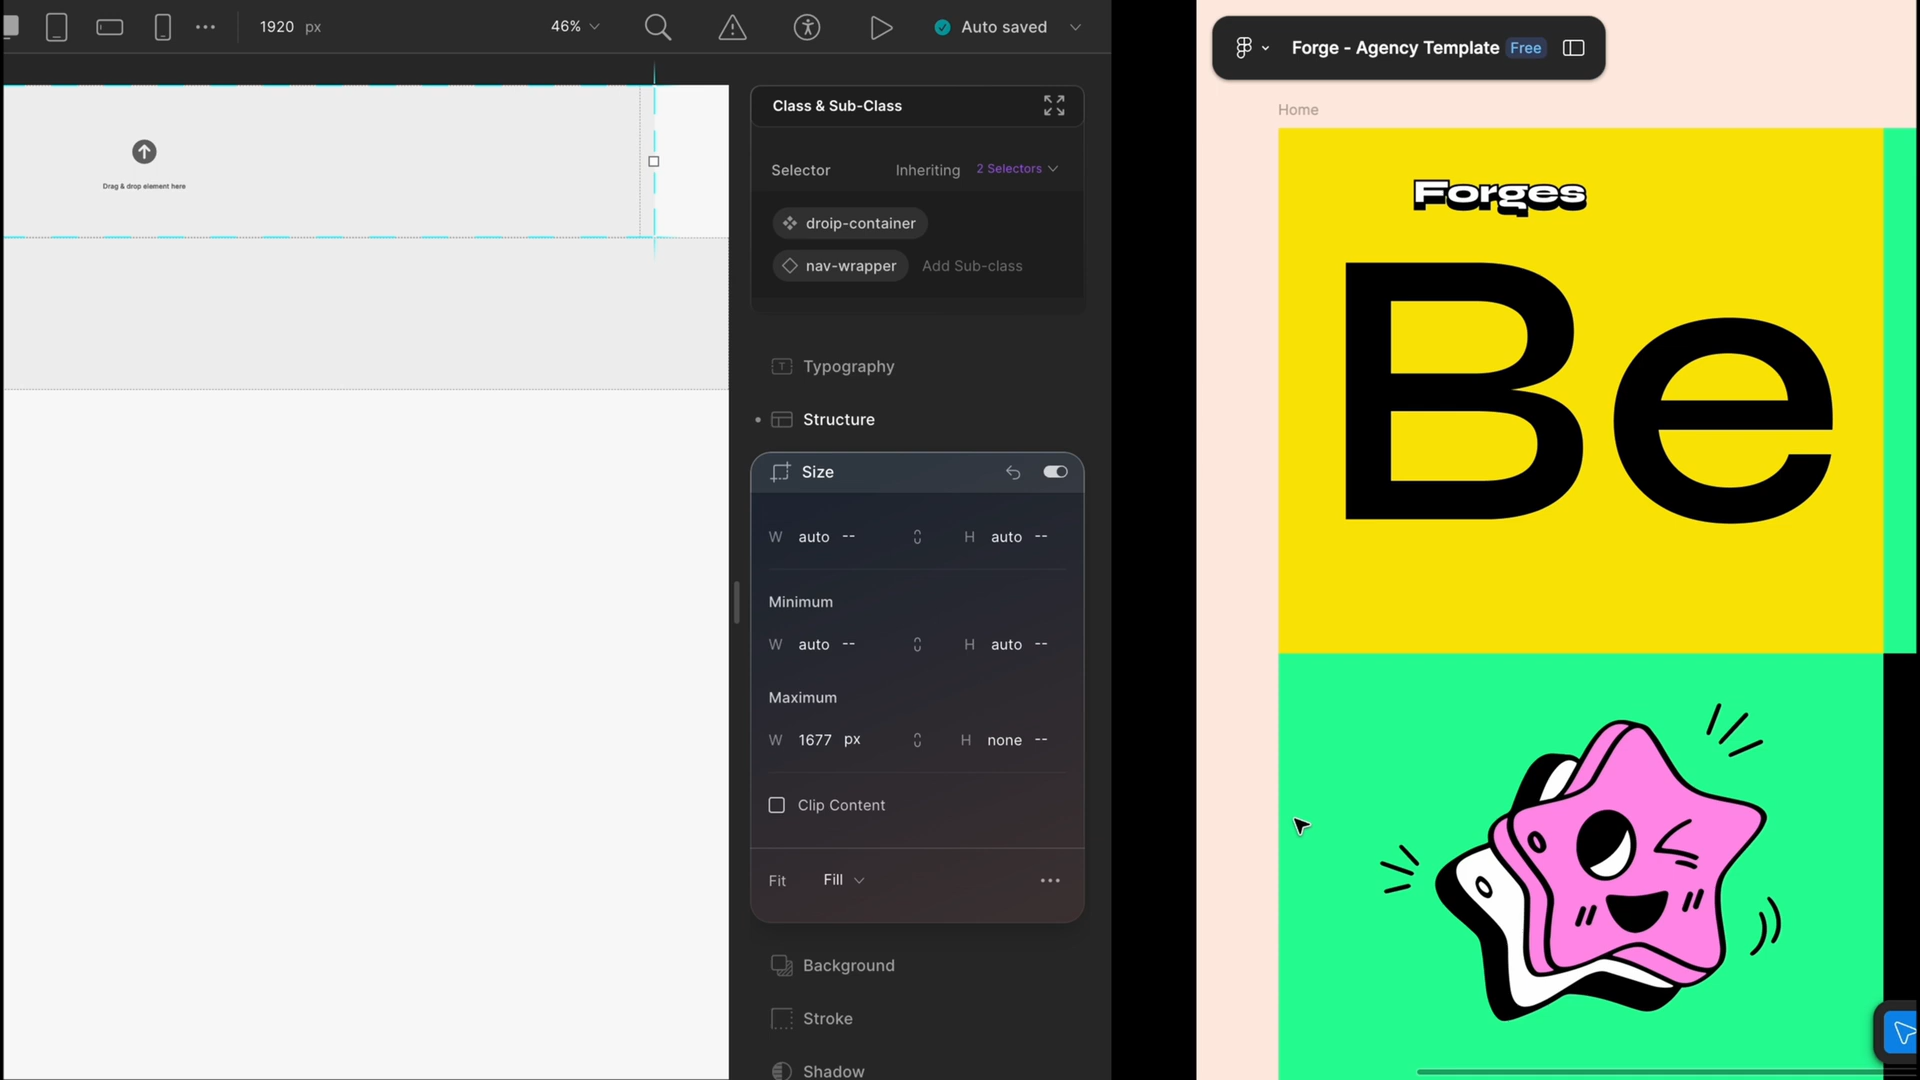 1920 px
46%
Auto saved
Drag & drop element here
Class & Sub-Class
Selector
Inheriting
2 Selectors
droip-container
nav-wrapper
Add Sub-class
Typography
Structure
Size
W auto --
H auto --
Minimum
W auto --
H auto --
Maximum
W 1677 px
H none --
Clip Content
Fit
Fill
Background
Stroke
Shadow
Forge - Agency Template
Free
Home
Forges
Be